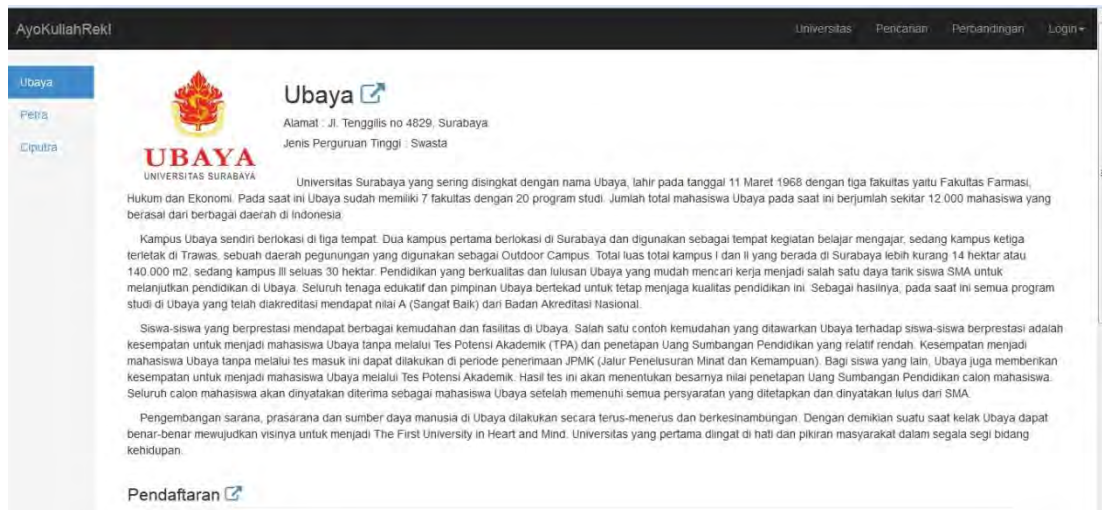 AyoKuliahRek!
Universitas Pencarian Perbandingan Login
Ubaya
Petra
Ciputra
UBAYA
UNIVERSITAS SURABAYA
Ubaya
Alamat : Jl. Tenggilis no 4829, Surabaya
Jenis Perguruan Tinggi : Swasta
Universitas Surabaya yang sering disingkat dengan nama Ubaya, lahir pada tanggal 11 Maret 1968 dengan tiga fakultas yaitu Fakultas Farmasi,
Hukum dan Ekonomi. Pada saat ini Ubaya sudah memiliki 7 fakultas dengan 20 program studi. Jumlah total mahasiswa Ubaya pada saat ini berjumlah sekitar 12.000 mahasiswa yang
berasal dari berbagai daerah di Indonesia.
Kampus Ubaya sendiri berlokasi di tiga tempat. Dua kampus pertama berlokasi di Surabaya dan digunakan sebagai tempat kegiatan belajar mengajar, sedang kampus ketiga
terletak di Trawas, sebuah daerah pegunungan yang digunakan sebagai Outdoor Campus. Total luas total kampus I dan II yang berada di Surabaya lebih kurang 14 hektar atau
140.000 m2, sedang kampus III seluas 30 hektar. Pendidikan yang berkualitas dan lulusan Ubaya yang mudah mencari kerja menjadi salah satu daya tarik siswa SMA untuk
melanjutkan pendidikan di Ubaya. Seluruh tenaga edukatif dan pimpinan Ubaya bertekad untuk tetap menjaga kualitas pendidikan ini. Sebagai hasilnya, pada saat ini semua program
studi di Ubaya yang telah diakreditasi mendapat nilai A (Sangat Baik) dari Badan Akreditasi Nasional.
Siswa-siswa yang berprestasi mendapat berbagai kemudahan dan fasilitas di Ubaya. Salah satu contoh kemudahan yang ditawarkan Ubaya terhadap siswa-siswa berprestasi adalah
kesempatan untuk menjadi mahasiswa Ubaya tanpa melalui Tes Potensi Akademik (TPA) dan penetapan Uang Sumbangan Pendidikan yang relatif rendah. Kesempatan menjadi
mahasiswa Ubaya tanpa melalui tes masuk ini dapat dilakukan di periode penerimaan JPMK (Jalur Penelusuran Minat dan Kemampuan). Bagi siswa yang lain, Ubaya juga memberikan
kesempatan untuk menjadi mahasiswa Ubaya melalui Tes Potensi Akademik. Hasil tes ini akan menentukan besarnya nilai penetapan Uang Sumbangan Pendidikan calon mahasiswa.
Seluruh calon mahasiswa akan dinyatakan diterima sebagai mahasiswa Ubaya setelah memenuhi semua persyaratan yang ditetapkan dan dinyatakan lulus dari SMA.
Pengembangan sarana, prasarana dan sumber daya manusia di Ubaya dilakukan secara terus-menerus dan berkesinambungan. Dengan demikian suatu saat kelak Ubaya dapat
benar-benar mewujudkan visinya untuk menjadi The First University in Heart and Mind. Universitas yang pertama diingat di hati dan pikiran masyarakat dalam segala segi bidang
kehidupan.
Pendaftaran